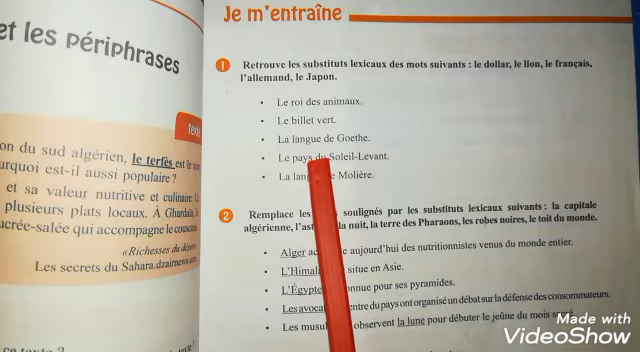 et les périphrases
texte
on du sud algérien, le terfès est le
urquoi est-il aussi populaire ?
et sa valeur nutritive et culinaire.
plusieurs plats locaux. À Ghardaïa,
ucrée-salée qui accompagne le couscous
«Richesses du désert
Les secrets du Sahara.dzairnews.com
ce texte ?
Je m'entraîne
1 Retrouve les substituts lexicaux des mots suivants : le dollar, le lion, le français,
l'allemand, le Japon.
• Le roi des animaux.
• Le billet vert.
• La langue de Goethe.
• Le pays du Soleil-Levant.
• La lan e Molière.
2 Remplace les soulignés par les substituts lexicaux suivants : la capitale
algérienne, l'ast la nuit, la terre des Pharaons, les robes noires, le toit du monde.
• Alger ac e aujourd'hui des nutritionnistes venus du monde entier.
• L'Himal situe en Asie.
• L'Égypte onnue pour ses pyramides.
• Les avocat entre du pays ont organisé un débat sur la défense des consommateurs.
• Les musul observent la lune pour débuter le jeûne du mois
Made with
VideoShow